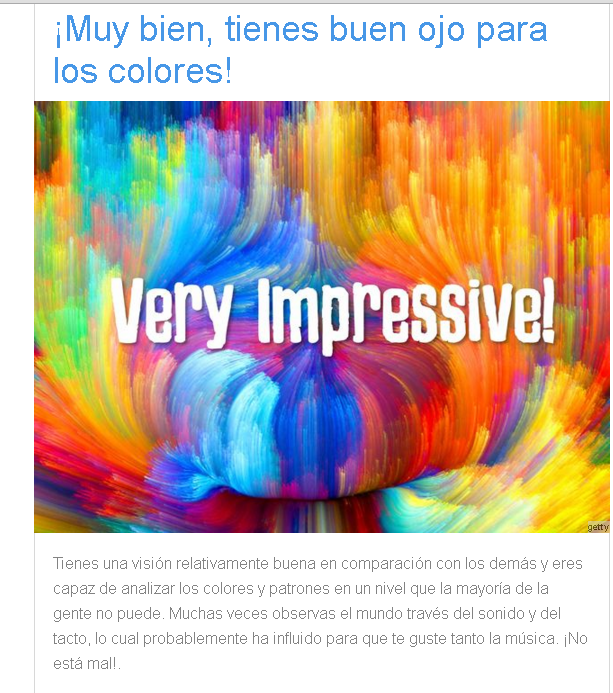 ¡Muy bien, tienes buen ojo para
los colores!
Very Impressive!
getty
Tienes una visión relativamente buena en comparación con los demás y eres
capaz de analizar los colores y patrones en un nivel que la mayoría de la
gente no puede. Muchas veces observas el mundo través del sonido y del
tacto, lo cual probablemente ha influido para que te guste tanto la música. ¡No
está mal!.